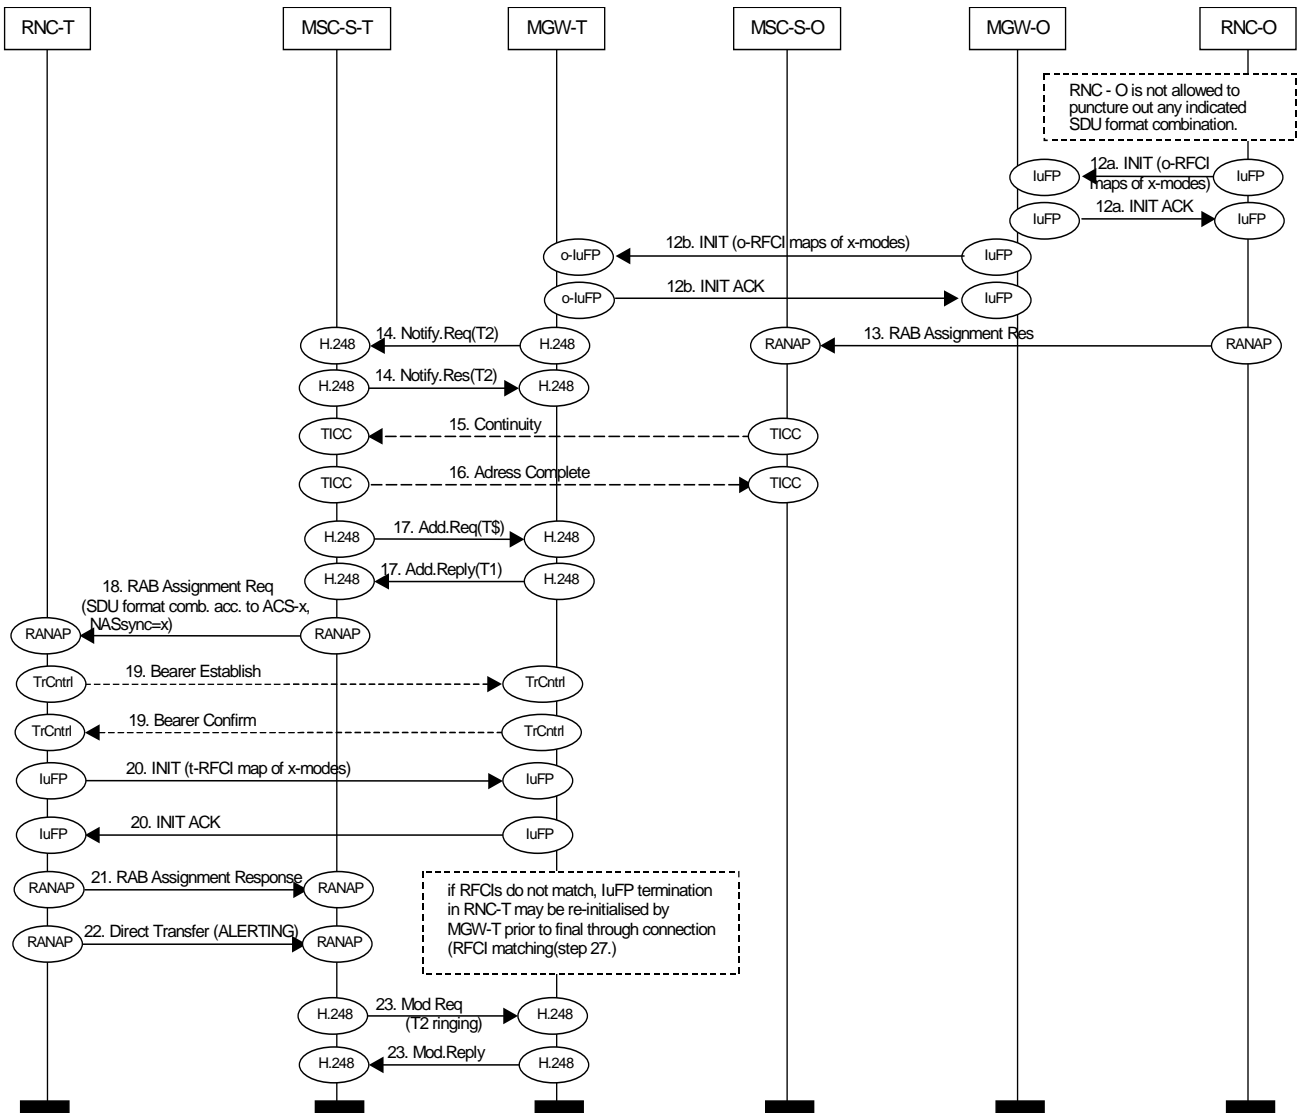 RNC-T
MSC-S-T
MGW-T
MSC-S-O
MGW-O
RNC-O
RNC - O is not allowed to
puncture out any indicated
SDU format combination.
IuFP
12a. INIT (o-RFCI
maps of x-modes)
IuFP
IuFP
12a. INIT ACK
IuFP
o-IuFP
12b. INIT (o-RFCI maps of x-modes)
IuFP
o-IuFP
12b. INIT ACK
IuFP
H.248
14. Notify.Req(T2)
H.248
RANAP
13. RAB Assignment Res
RANAP
H.248
14. Notify.Res(T2)
H.248
TICC
15. Continuity
TICC
TICC
16. Adress Complete
TICC
H.248
17. Add.Req(T$)
H.248
H.248
17. Add.Reply(T1)
H.248
18. RAB Assignment Req
(SDU format comb. acc. to ACS-x,
NASsync=x)
RANAP
RANAP
TrCntrl
19. Bearer Establish
TrCntrl
TrCntrl
19. Bearer Confirm
TrCntrl
IuFP
20. INIT (t-RFCI map of x-modes)
IuFP
IuFP
20. INIT ACK
IuFP
RANAP
21. RAB Assignment Response
RANAP
RANAP
22. Direct Transfer (ALERTING)
RANAP
if RFCIs do not match, IuFP termination
in RNC-T may be re-initialised by
MGW-T prior to final through connection
(RFCI matching(step 27.)
H.248
23. Mod Req
(T2 ringing)
H.248
H.248
23. Mod.Reply
H.248